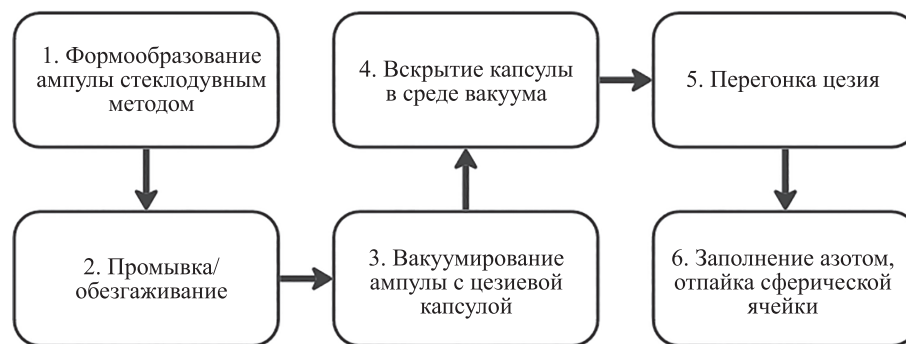 1. Формообразование
ампулы стеклодувным
методом
2. Промывка/
обезгаживание
3. Вакуумирование
ампулы с цезиевой
капсулой
4. Вскрытие капсулы
в среде вакуума
5. Перегонка цезия
6. Заполнение азотом,
отпайка сферической
ячейки